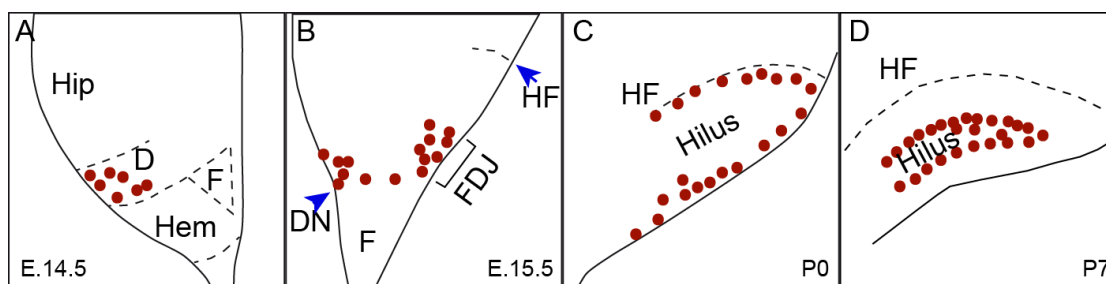 A
Hip
D
F
Hem
E.14.5
B
HF
FDJ
DN
F
E.15.5
C
HF
Hilus
P0
D
HF
Hilus
P7